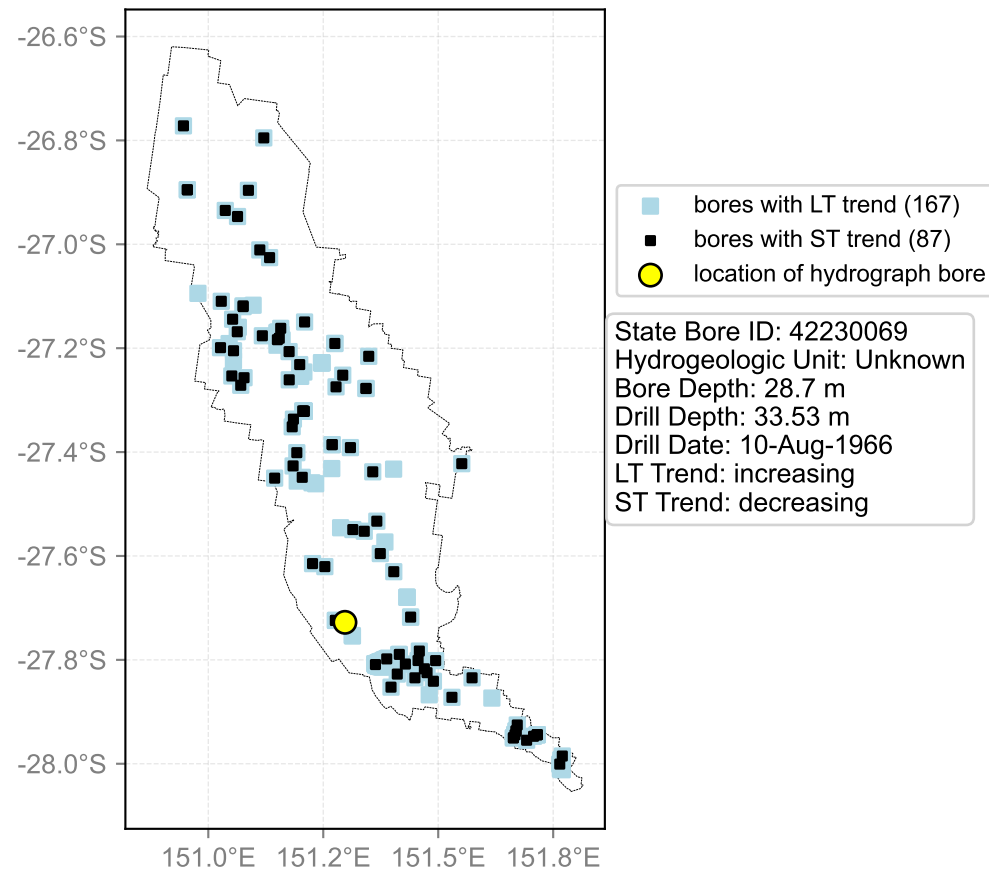 -26.6°S
-26.8°S
-27.0°S
-27.2°S
-27.4°S
-27.6°S
-27.8°S
-28.0°S
151.0°E 151.2°E 151.5°E 151.8°E
bores with LT trend (167)
bores with ST trend (87)
location of hydrograph bore
State Bore ID: 42230069
Hydrogeologic Unit: Unknown
Bore Depth: 28.7 m
Drill Depth: 33.53 m
Drill Date: 10-Aug-1966
LT Trend: increasing
ST Trend: decreasing